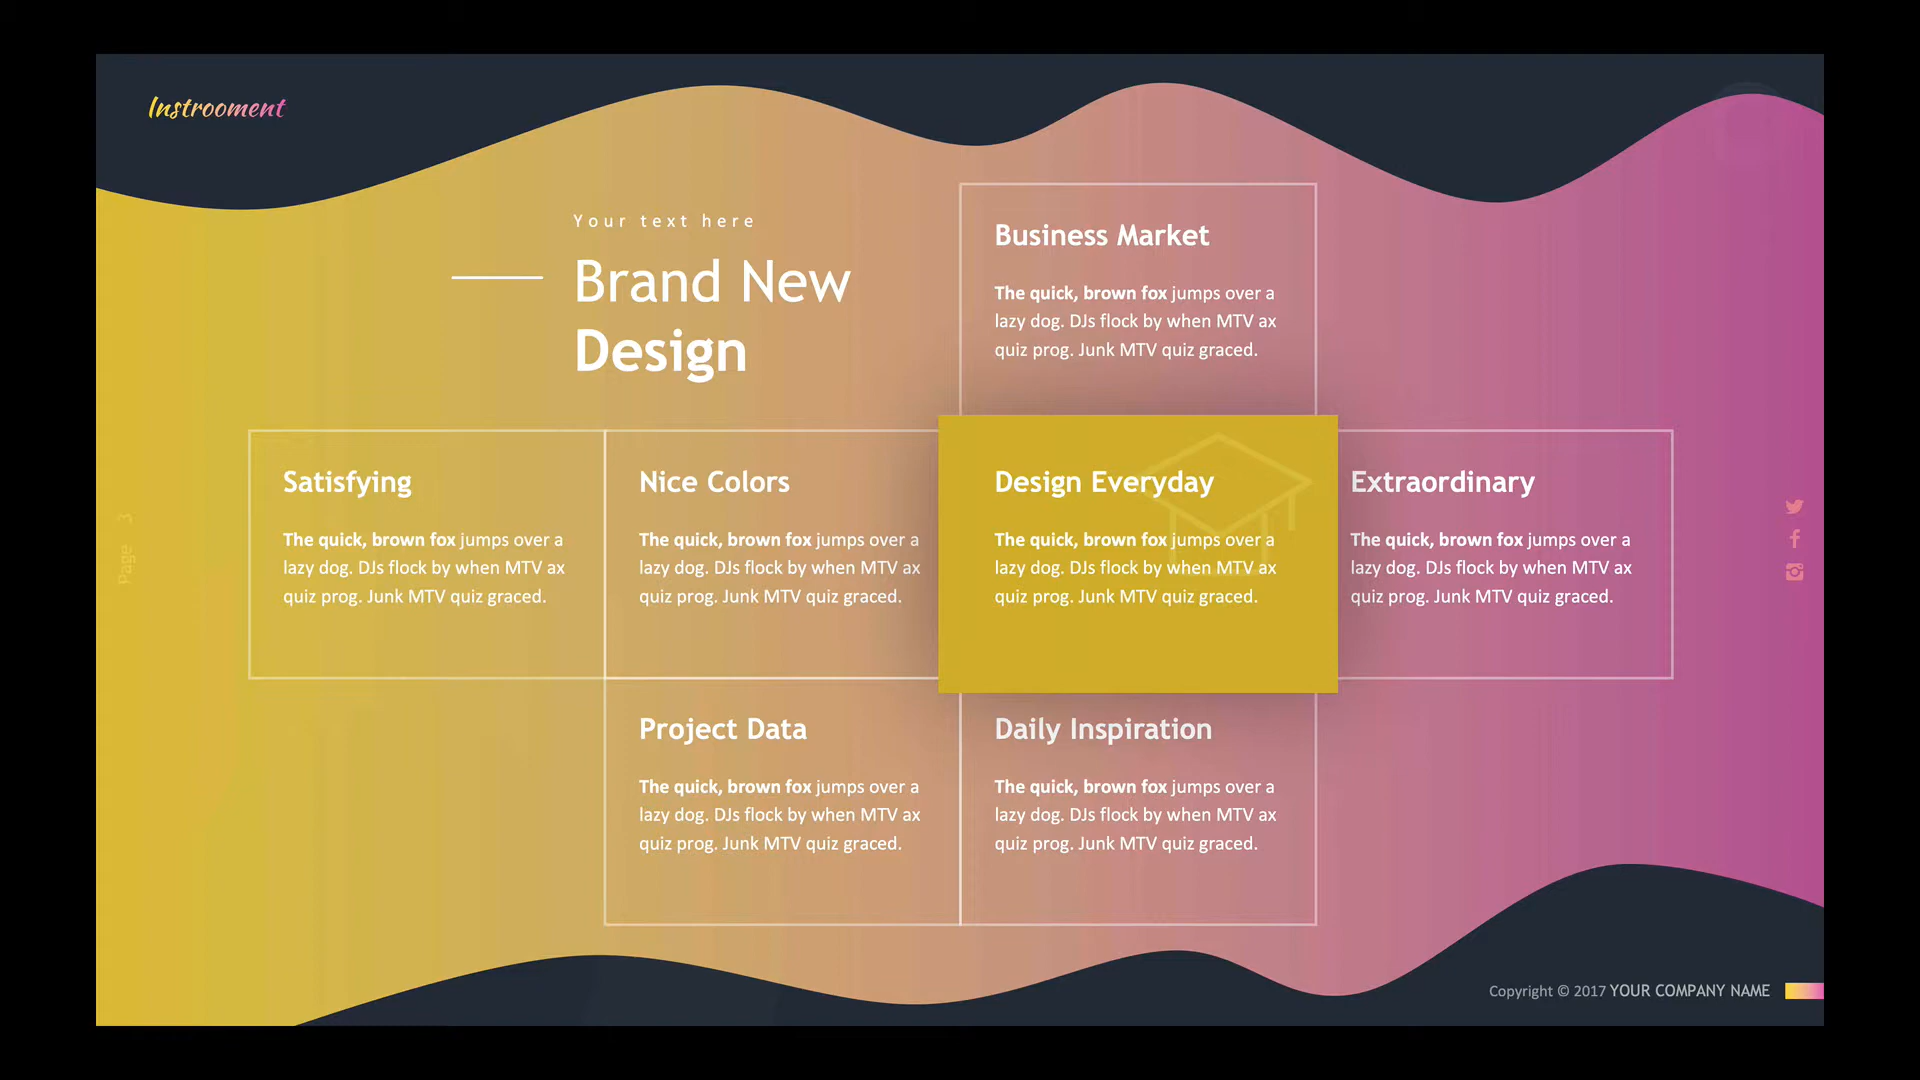 Instrooment
Your text here
Brand New
Design
Business Market
The quick, brown fox jumps over a
lazy dog. DJs flock by when MTV ax
quiz prog. Junk MTV quiz graced.
Satisfying
The quick, brown fox jumps over a
lazy dog. DJs flock by when MTV ax
quiz prog. Junk MTV quiz graced.
Nice Colors
The quick, brown fox jumps over a
lazy dog. DJs flock by when MTV ax
quiz prog. Junk MTV quiz graced.
Design Everyday
The quick, brown fox jumps over a
lazy dog. DJs flock by when MTV ax
quiz prog. Junk MTV quiz graced.
Extraordinary
The quick, brown fox jumps over a
lazy dog. DJs flock by when MTV ax
quiz prog. Junk MTV quiz graced.
Project Data
The quick, brown fox jumps over a
lazy dog. DJs flock by when MTV ax
quiz prog. Junk MTV quiz graced.
Daily Inspiration
The quick, brown fox jumps over a
lazy dog. DJs flock by when MTV ax
quiz prog. Junk MTV quiz graced.
Page 3
Copyright © 2017 YOUR COMPANY NAME